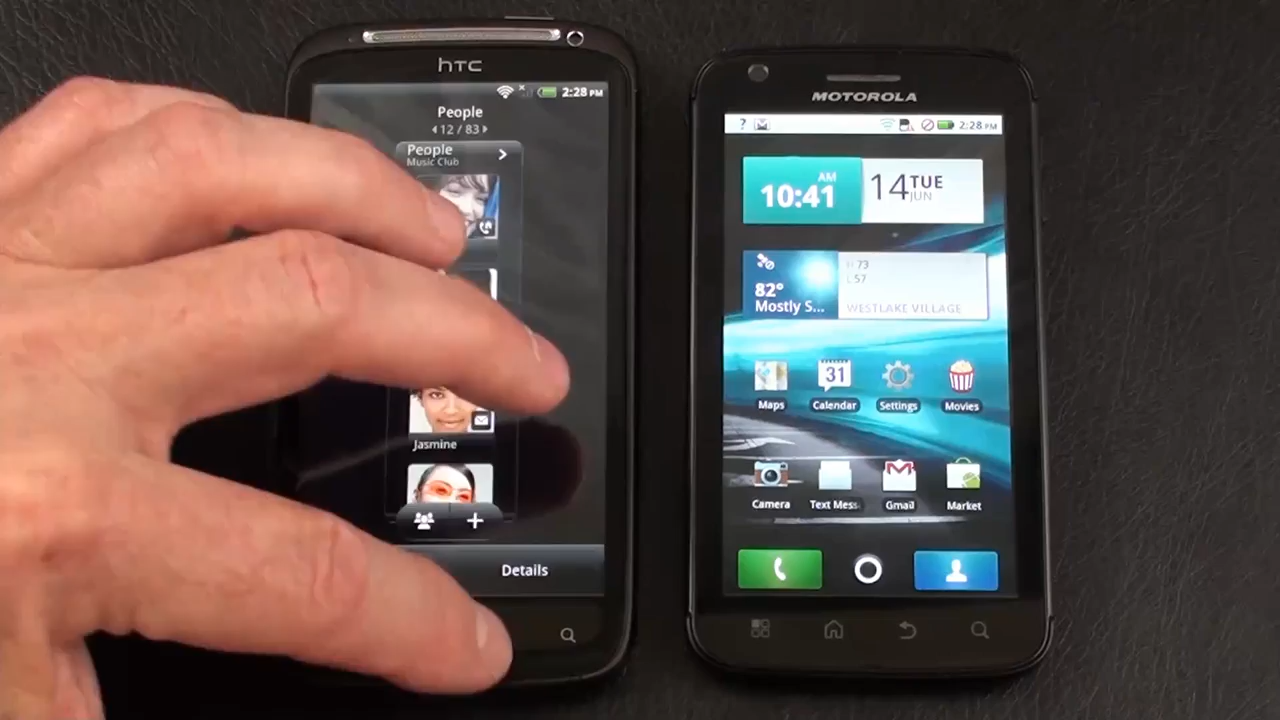 hTC
2:28 PM
People
12 / 83
People
Music Club
Jasmine
Details
MOTOROLA
?
2:28 PM
AM
10:41
14 TUE
JUN
82°
Mostly S...
H 73
L 57
WESTLAKE VILLAGE
31
Maps
Calendar
Settings
Movies
Camera
Text Mess
Gmail
Market